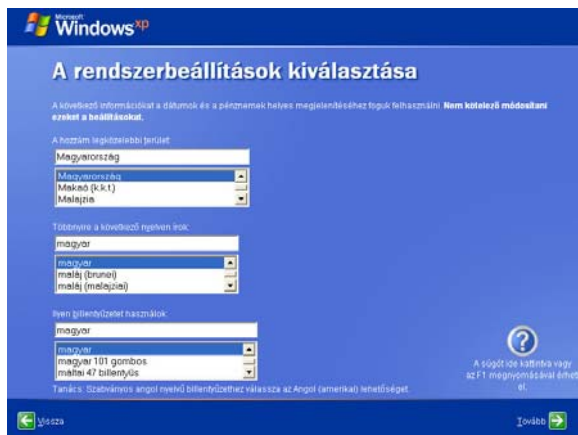 Microsoft
Windows xp
A rendszerbeállítások kiválasztása
A következő információkat a dátumok és a pénznemek helyes megjelenítéséhez foguk felhasználni. Nem kötelező módosítani
ezeket a beállításokat.
A hozzám legközelebbi terület:
Magyarország
Magyarország
Makaó (k.k.t.)
Malajzia
Többnyire a következő nyelven írok:
magyar
magyar
maláj (brunei)
maláj (malajziai)
Ilyen billentyűzetet használok:
magyar
magyar
magyar 101 gombos
máltai 47 billentyűs
Tanács: Szabványos angol nyelvű billentyűzethez válassza az Angol (amerikai) lehetőséget.
A súgót ide kattintva vagy
az F1 megnyomásával érheti
el.
Vissza
Tovább